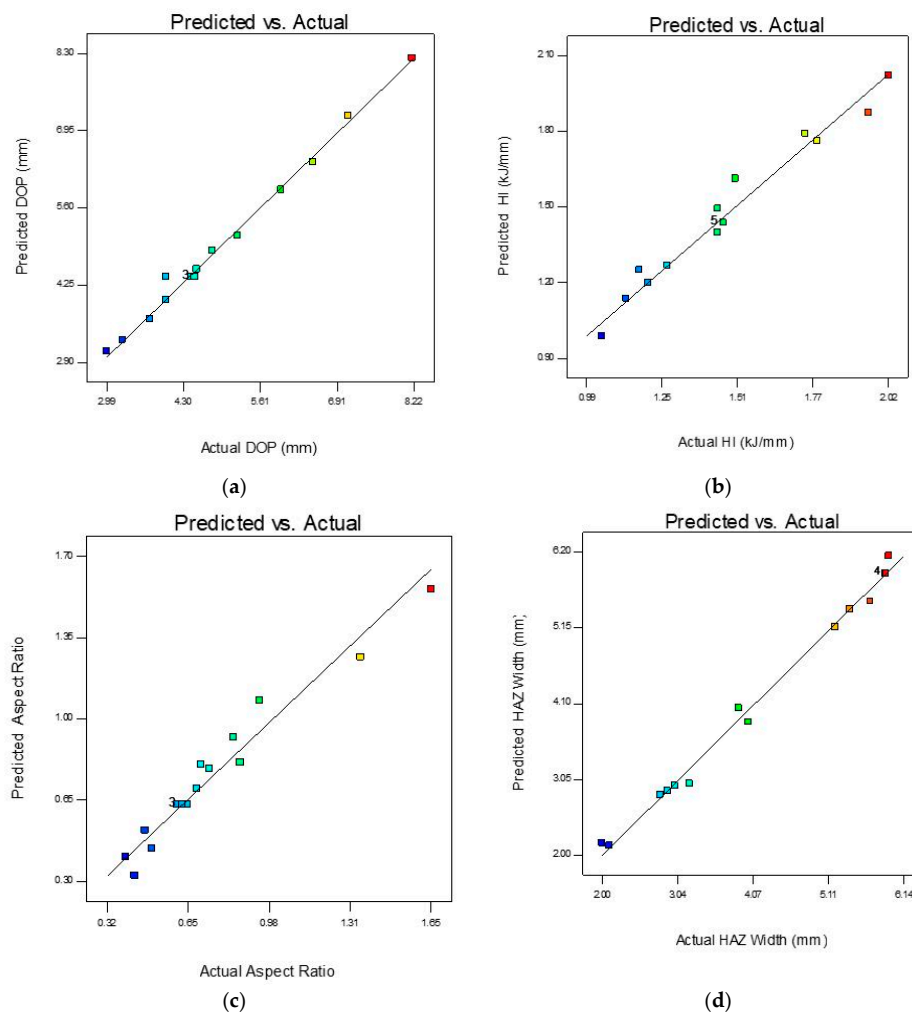 Predicted vs. Actual
8.30
6.95
5.60
4.25
2.90
Predicted DOP (mm)
3
2.99 4.30 5.61 6.91 8.22
Actual DOP (mm)
(a)
Predicted vs. Actual
2.10
1.80
1.50
1.20
0.90
Predicted HI (kJ/mm)
5
0.99 1.25 1.51 1.77 2.02
Actual HI (kJ/mm)
(b)
Predicted vs. Actual
1.70
1.35
1.00
0.65
0.30
Predicted Aspect Ratio
3
0.32 0.65 0.98 1.31 1.65
Actual Aspect Ratio
(c)
Predicted vs. Actual
6.20
5.15
4.10
3.05
2.00
Predicted HAZ Width (mm)
4
2.00 3.04 4.07 5.11 6.14
Actual HAZ Width (mm)
(d)